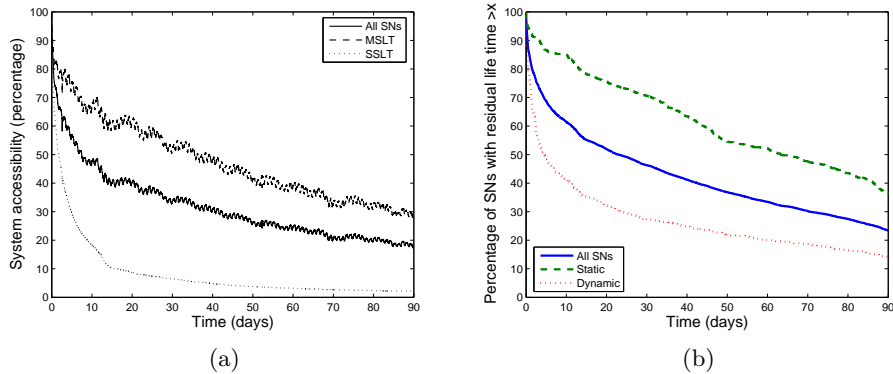 100
90
80
70
60
50
40
30
20
10
0
System accessibility (percentage)
All SNs
MSLT
SSLT
0 10 20 30 40 50 60 70 80 90
Time (days)
(a)
100
90
80
70
60
50
40
30
20
10
0
Percentage of SNs with residual life time >x
All SNs
Static
Dynamic
0 10 20 30 40 50 60 70 80 90
Time (days)
(b)